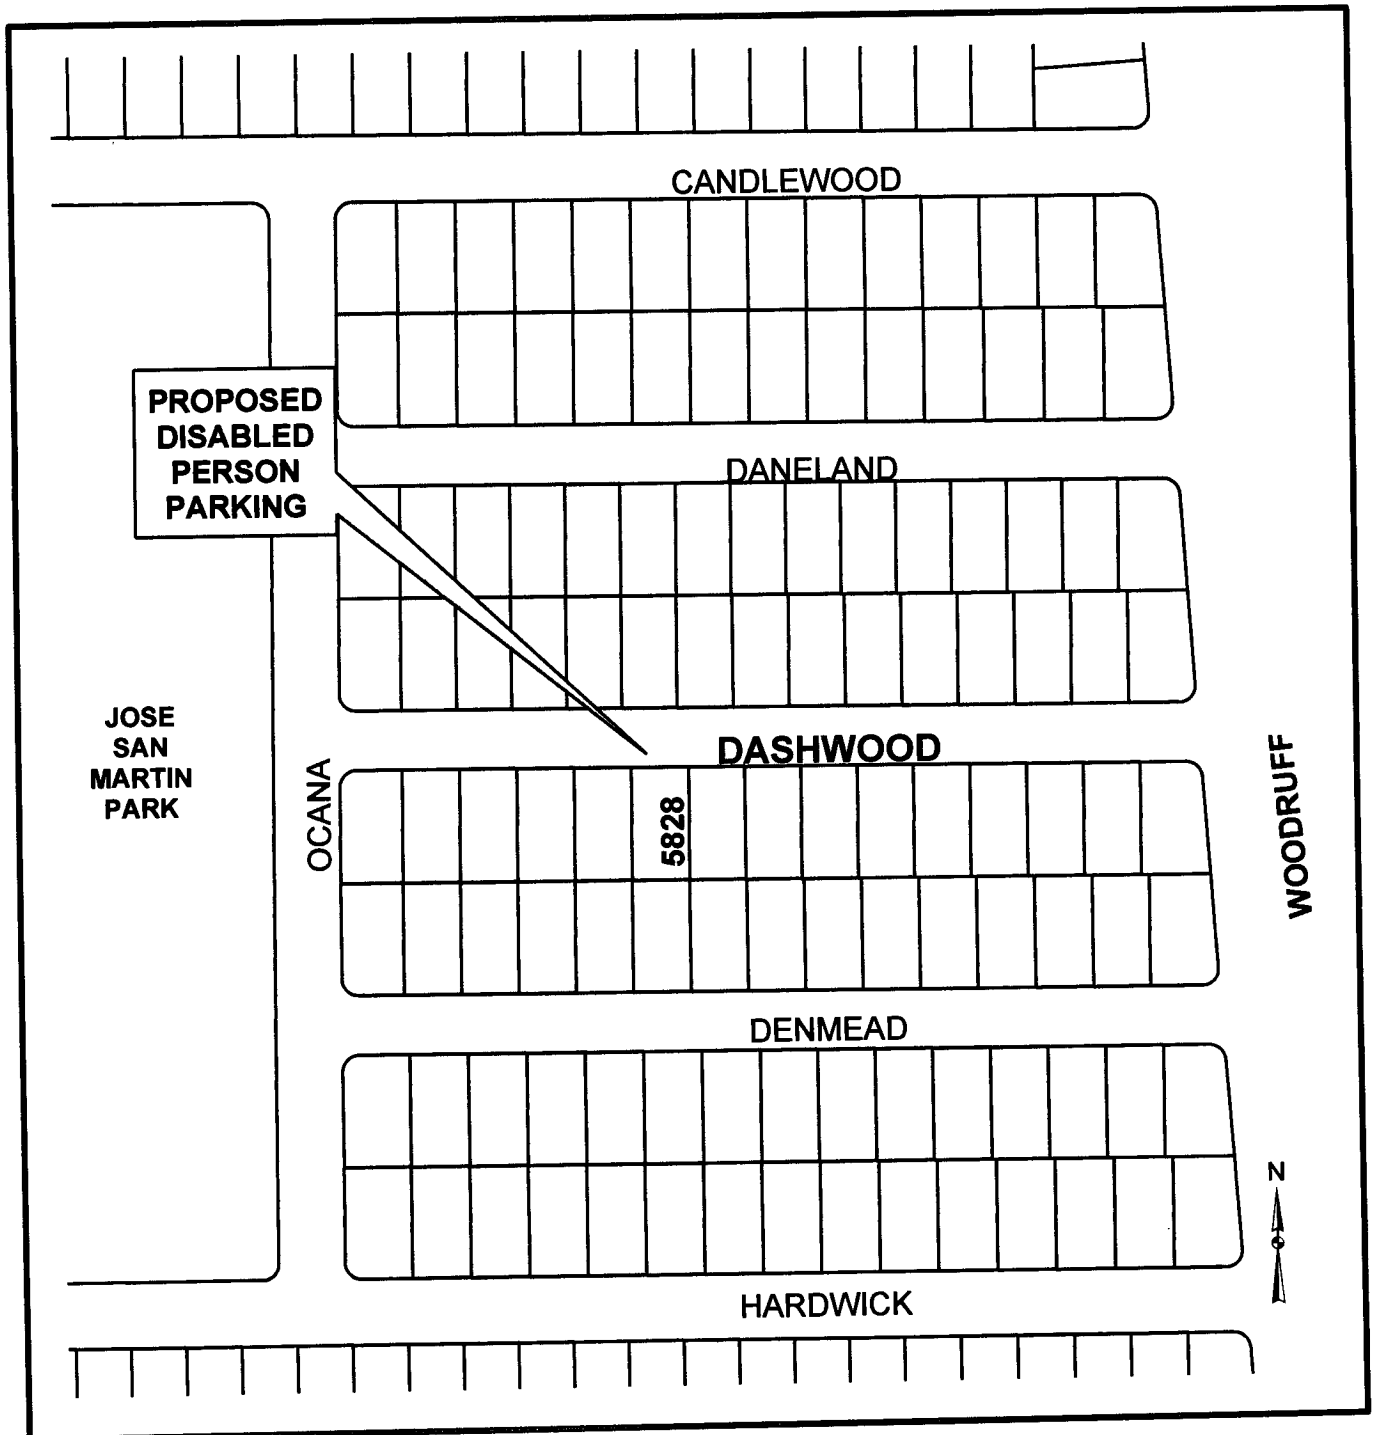 CANDLEWOOD
PROPOSED
DISABLED
PERSON
PARKING
DANELAND
JOSE
SAN
MARTIN
PARK
OCANA
DASHWOOD
5828
WOODRUFF
DENMEAD
N
HARDWICK